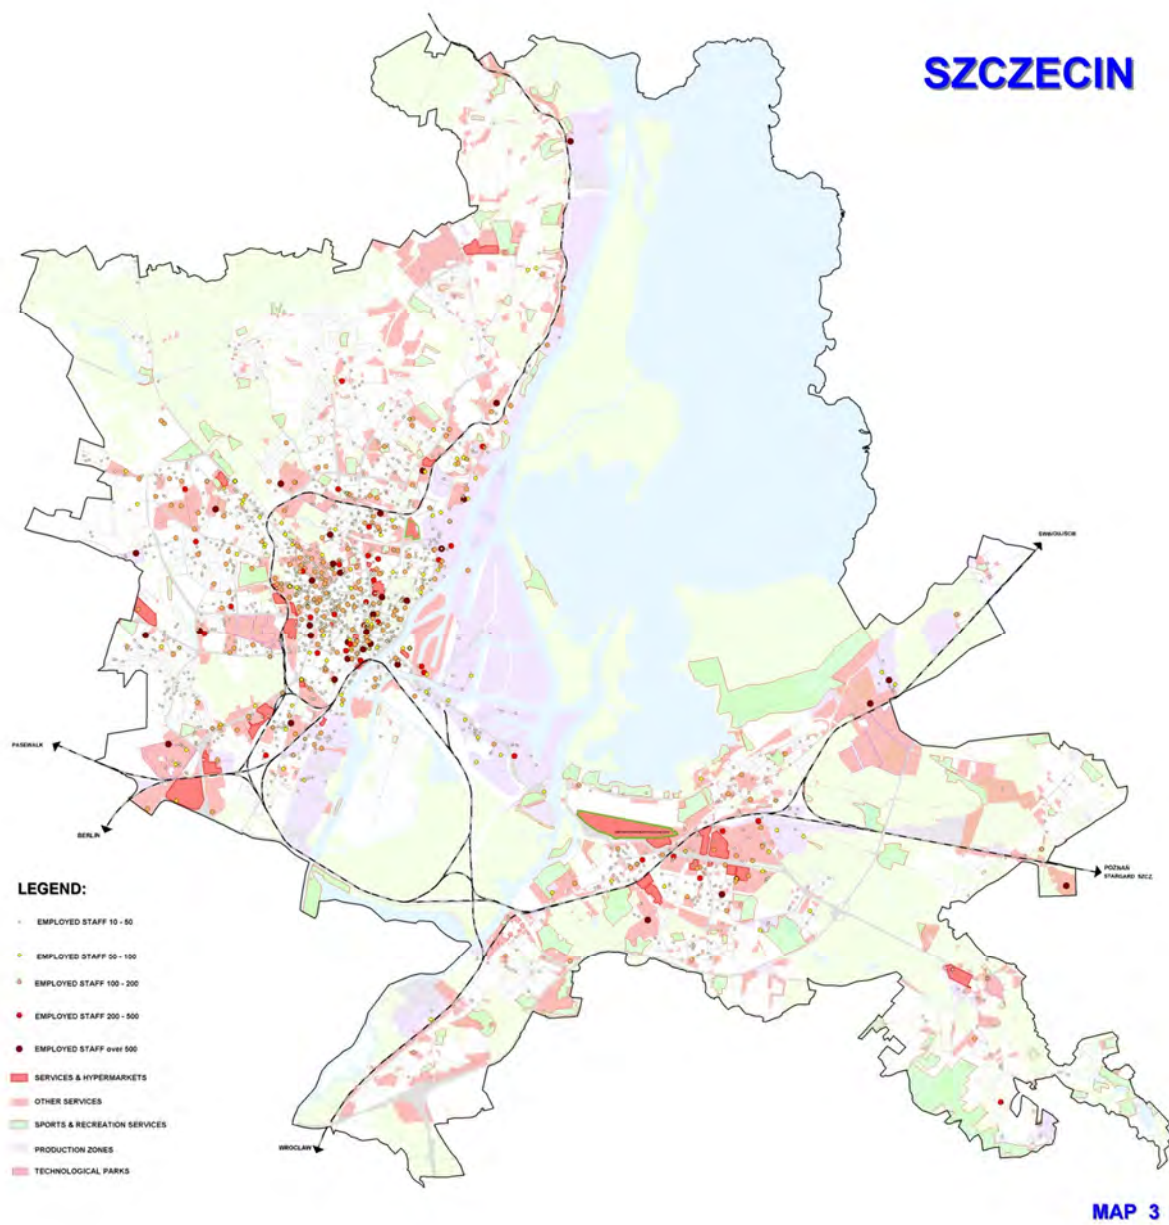 SZCZECIN
ŚWINOUJŚCIE
PASEWALK
BERLIN
POZNAŃ
STARGARD SZCZ.
LEGEND:
EMPLOYED STAFF 10 - 50
EMPLOYED STAFF 50 - 100
EMPLOYED STAFF 100 - 200
EMPLOYED STAFF 200 - 500
EMPLOYED STAFF over 500
SERVICES & HYPERMARKETS
OTHER SERVICES
SPORTS & RECREATION SERVICES
PRODUCTION ZONES
TECHNOLOGICAL PARKS
WROCŁAW
MAP 3